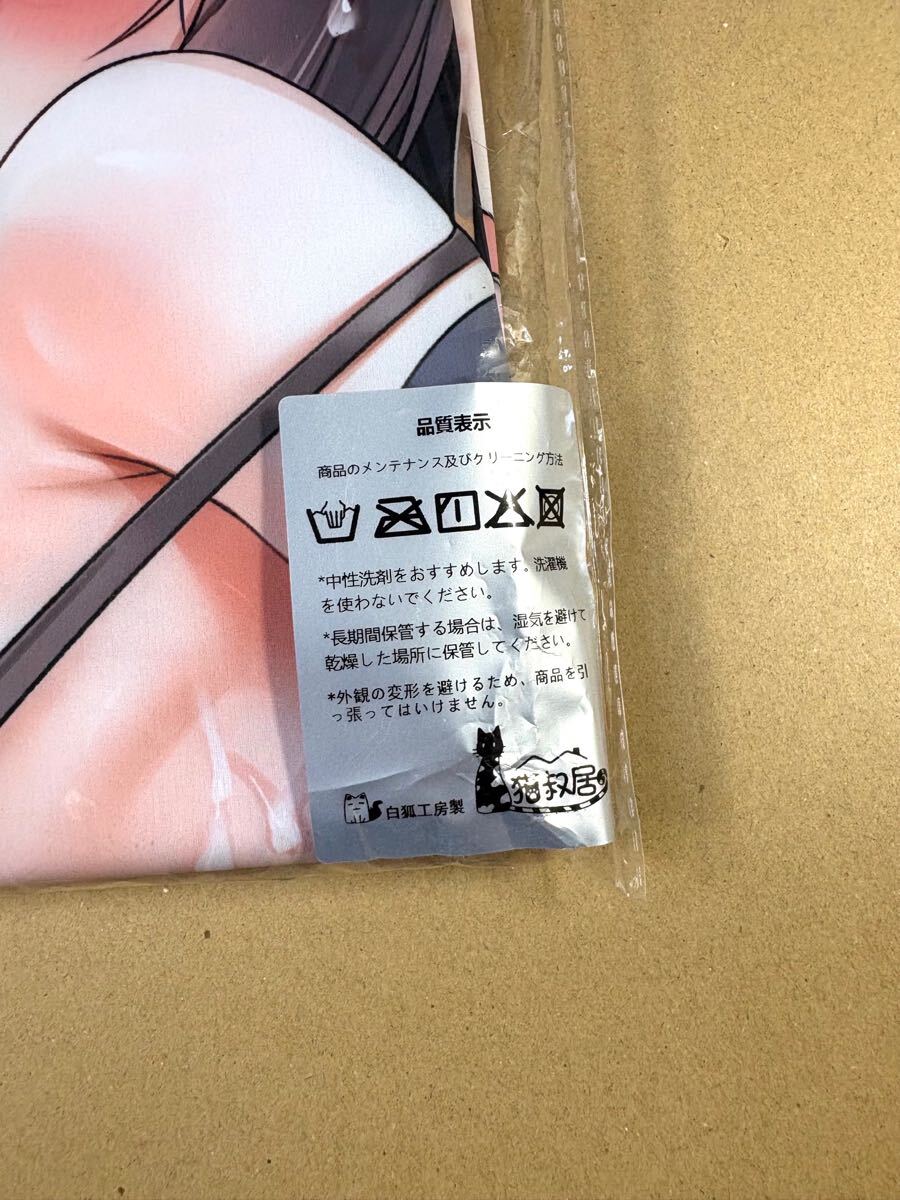 品質表示
商品のメンテナンス及びクリーニング方法
*中性洗剤をおすすめします。洗濯機
を使わないでください。
*長期間保管する場合は、湿気を避けて
乾燥した場所に保管してください。
*外観の変形を避けるため、商品を引
っ張ってはいけません。
白狐工房製
猫叔居